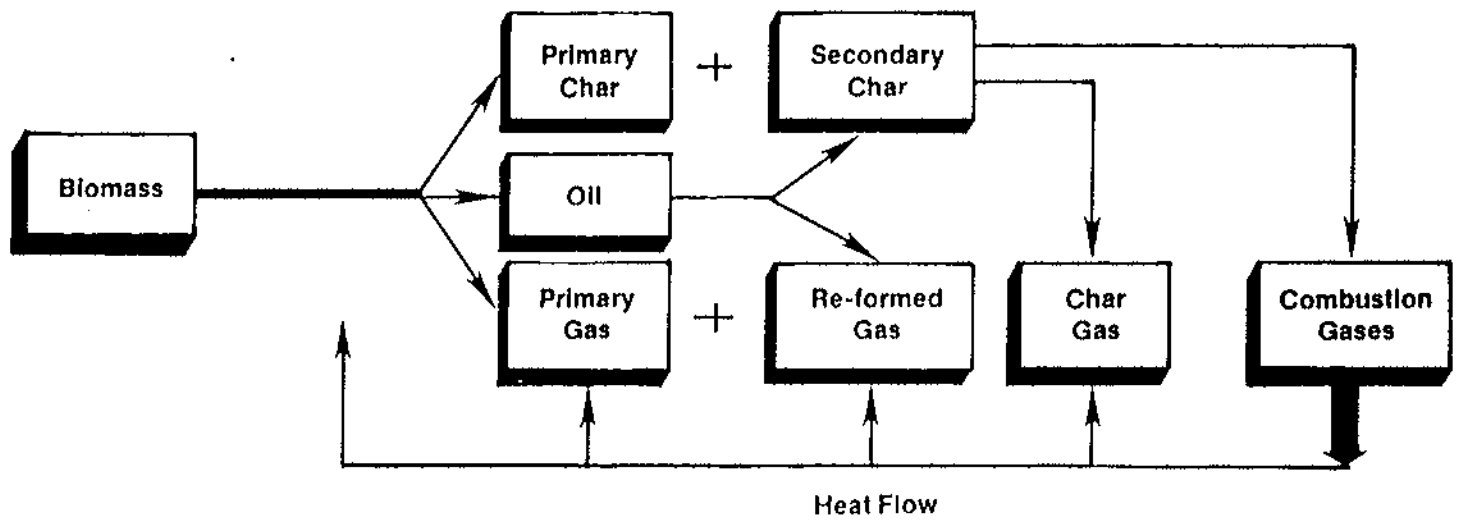 Primary
Char
+
Secondary
Char
Biomass
Oil
Primary
Gas
+
Re-formed
Gas
Char
Gas
Combustion
Gases
Heat Flow